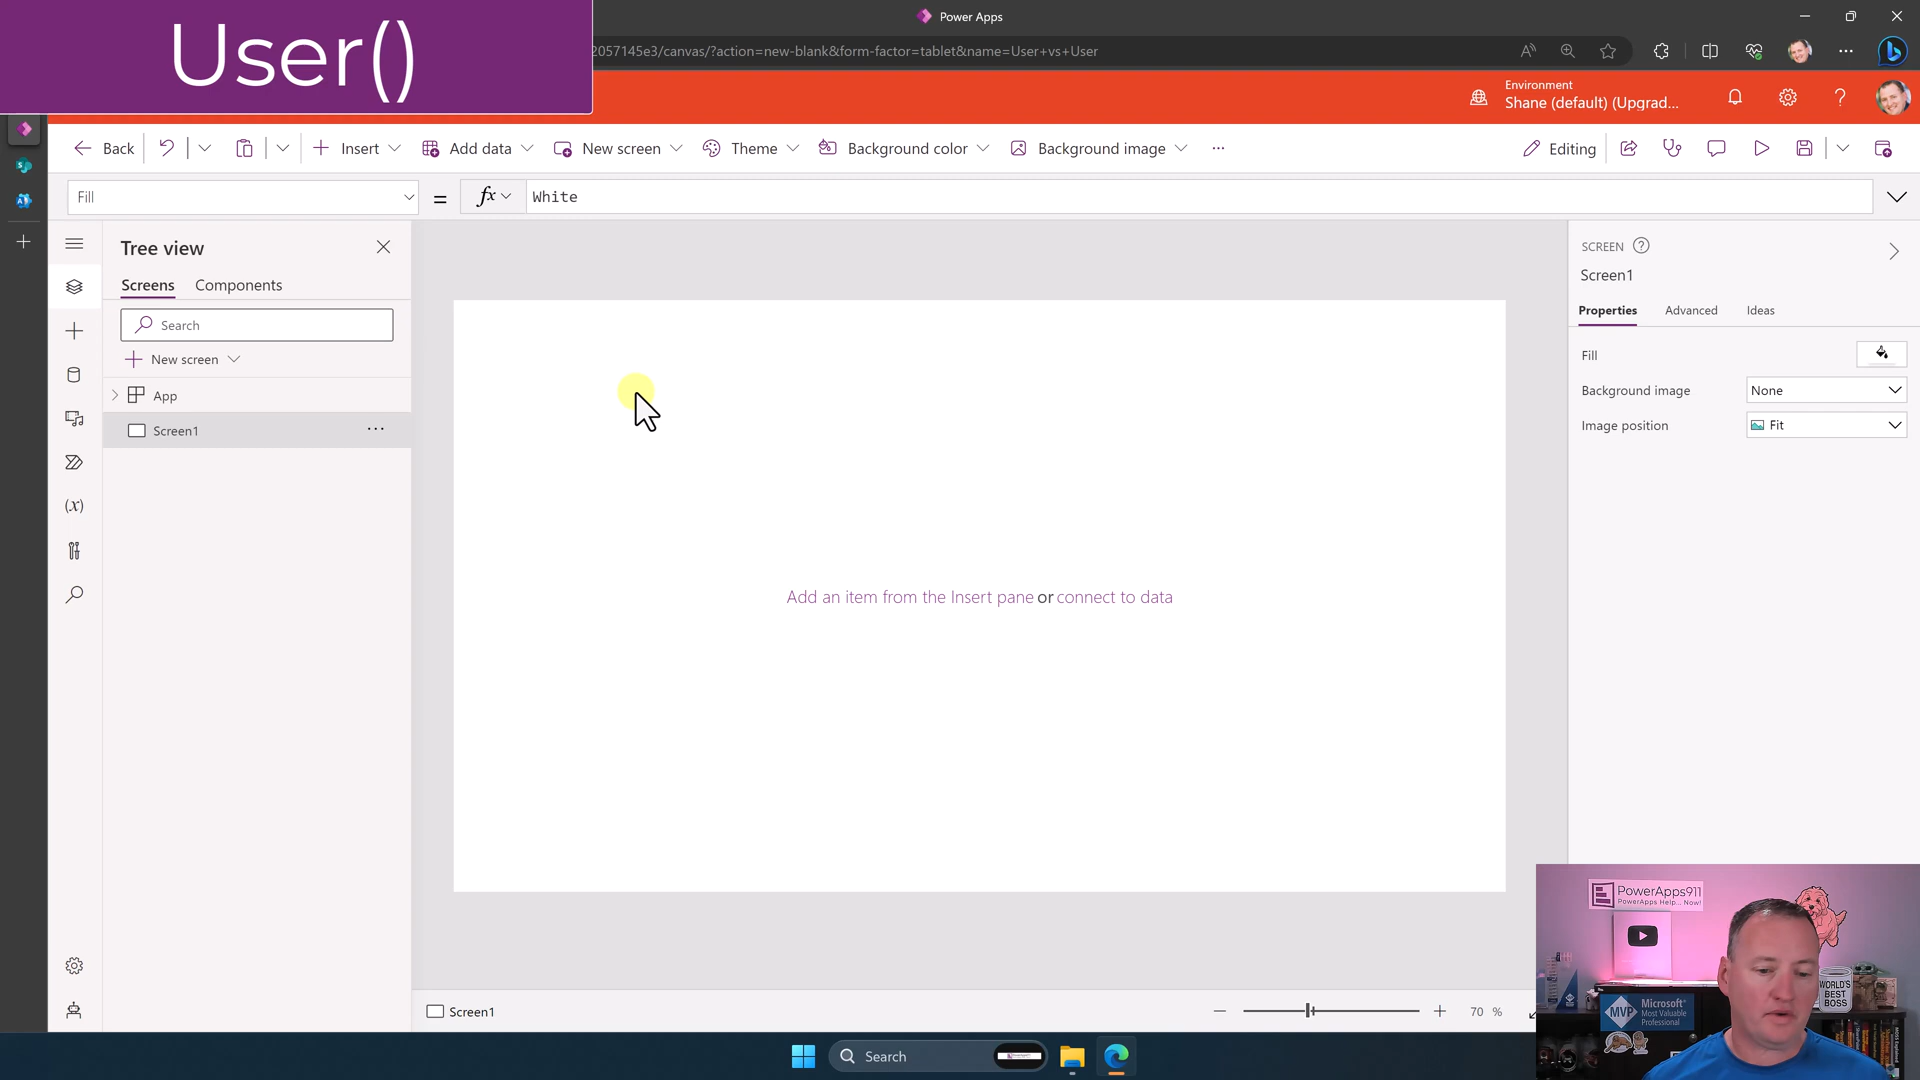 User()
Power Apps
2057145e3/canvas/?action=new-blank&form-factor=tablet&name=User+vs+User
Environment
Shane (default) (Upgrad...
Back
Insert
Add data
New screen
Theme
Background color
Background image
...
Editing
Fill
=
fx
White
Tree view
Screens
Components
Search
New screen
App
Screen1
...
(x)
Add an item from the Insert pane or connect to data
SCREEN
Screen1
Properties
Advanced
Ideas
Fill
Background image
None
Image position
Fit
Screen1
70 %
Search
PowerApps911
PowerApps Help... Now!
WORLD'S
BEST
BOSS
Microsoft
MVP
Most Valuable
Professional